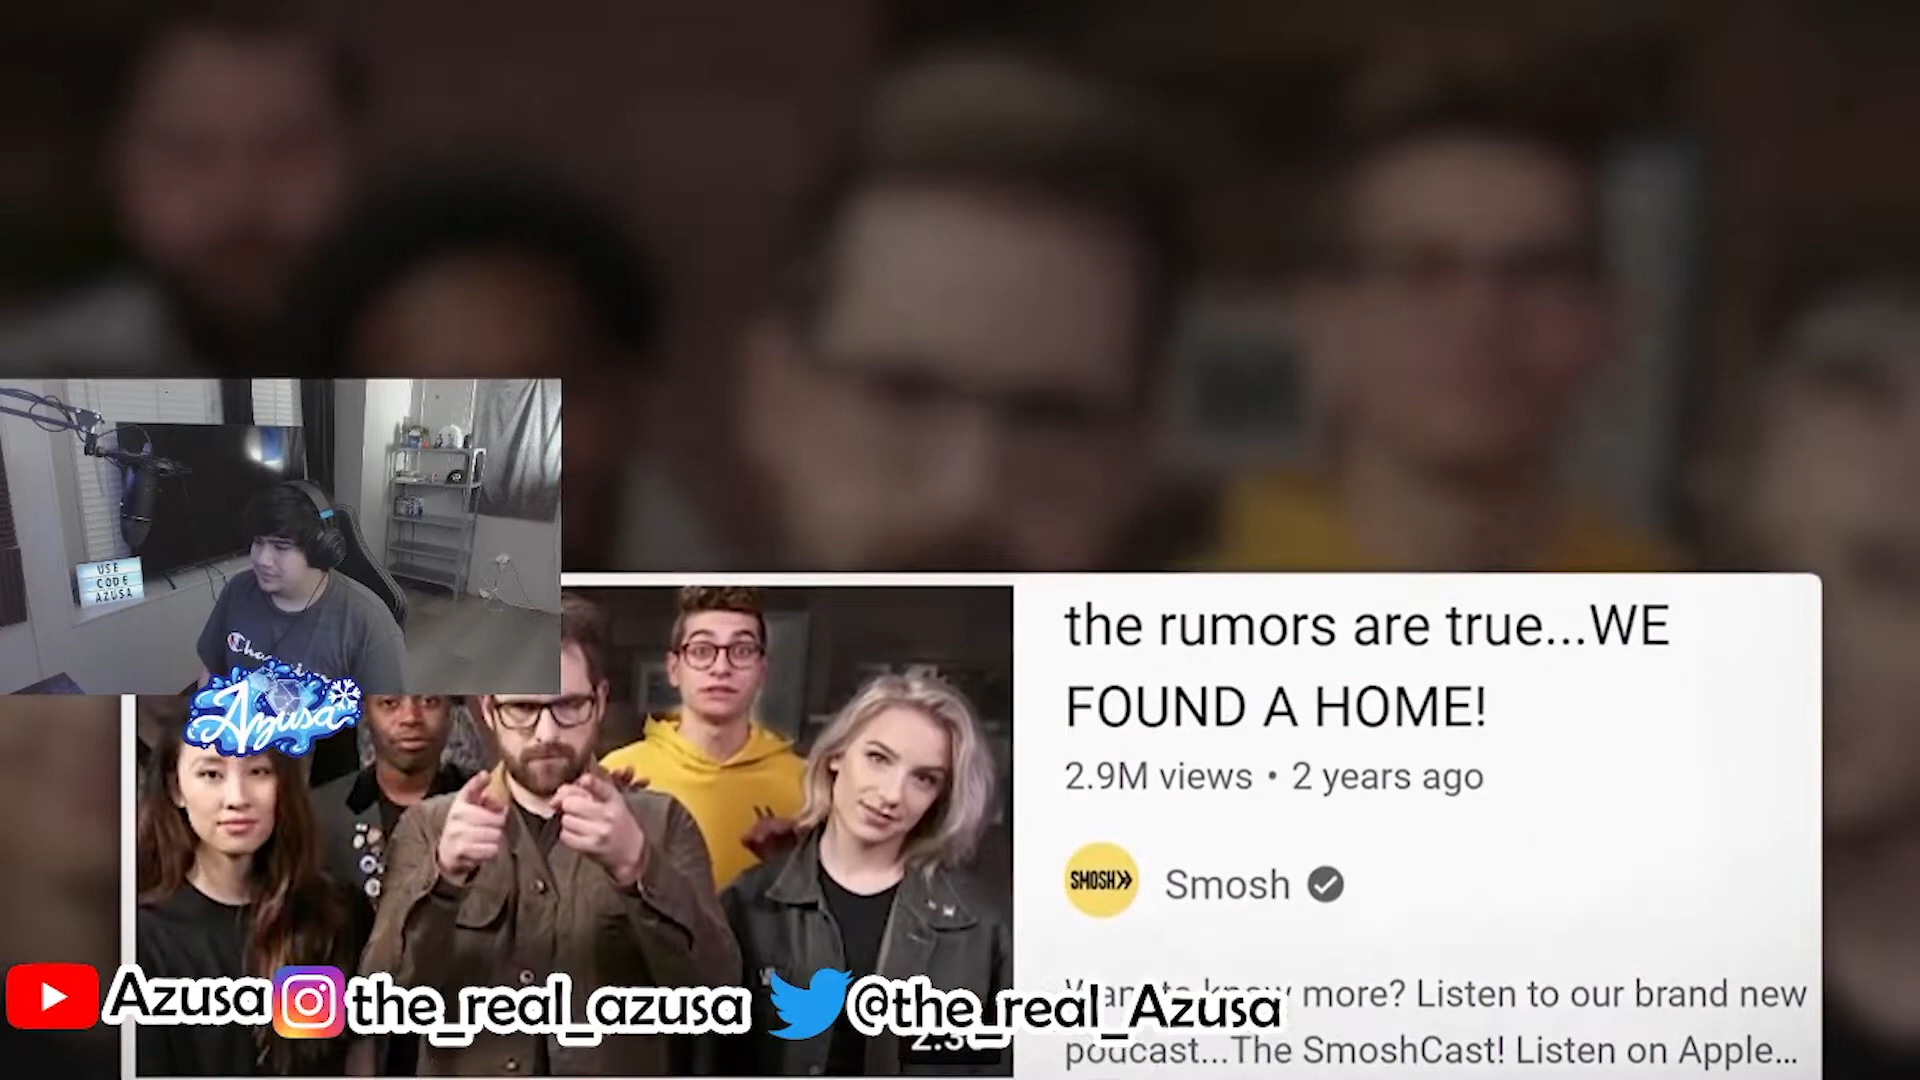 USE
CODE
AZUSA
Azusa
the rumors are true...WE
FOUND A HOME!
2.9M views • 2 years ago
SMOSH
Smosh
more? Listen to our brand new
podcast...The SmoshCast! Listen on Apple...
Azusa the_real_azusa @the_real_Azusa